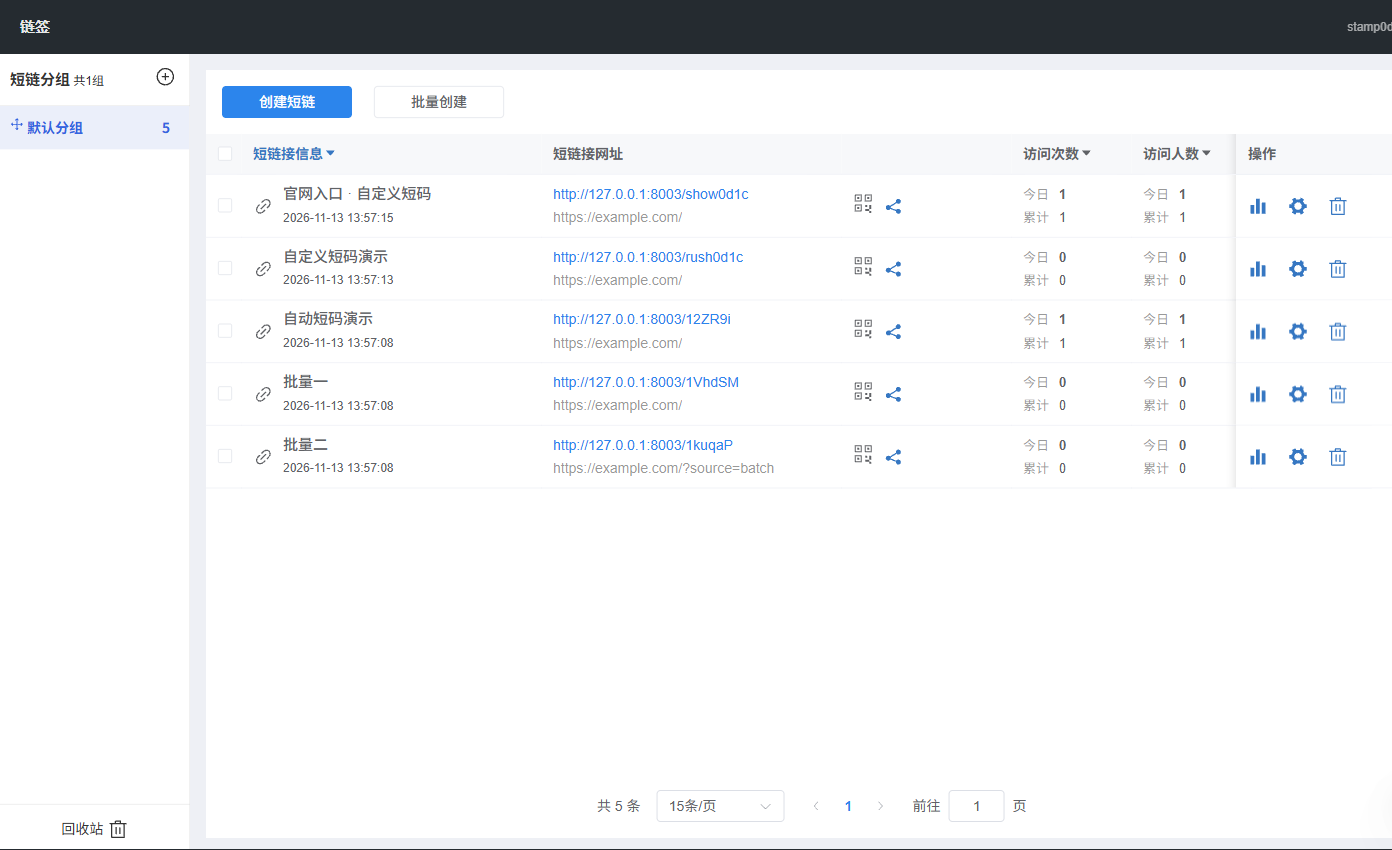 链签
stamp0d
短链分组 共1组
默认分组 5
创建短链 批量创建
短链接信息 短链接网址 访问次数 访问人数 操作
官网入口 · 自定义短码 http://127.0.0.1:8003/show0d1c 今日 1 今日 1
2026-11-13 13:57:15 https://example.com/ 累计 1 累计 1
自定义短码演示 http://127.0.0.1:8003/rush0d1c 今日 0 今日 0
2026-11-13 13:57:13 https://example.com/ 累计 0 累计 0
自动短码演示 http://127.0.0.1:8003/12ZR9i 今日 1 今日 1
2026-11-13 13:57:08 https://example.com/ 累计 1 累计 1
批量一 http://127.0.0.1:8003/1VhdSM 今日 0 今日 0
2026-11-13 13:57:08 https://example.com/ 累计 0 累计 0
批量二 http://127.0.0.1:8003/1kuqaP 今日 0 今日 0
2026-11-13 13:57:08 https://example.com/?source=batch 累计 0 累计 0
共 5 条 15条/页 1 前往 1 页
回收站